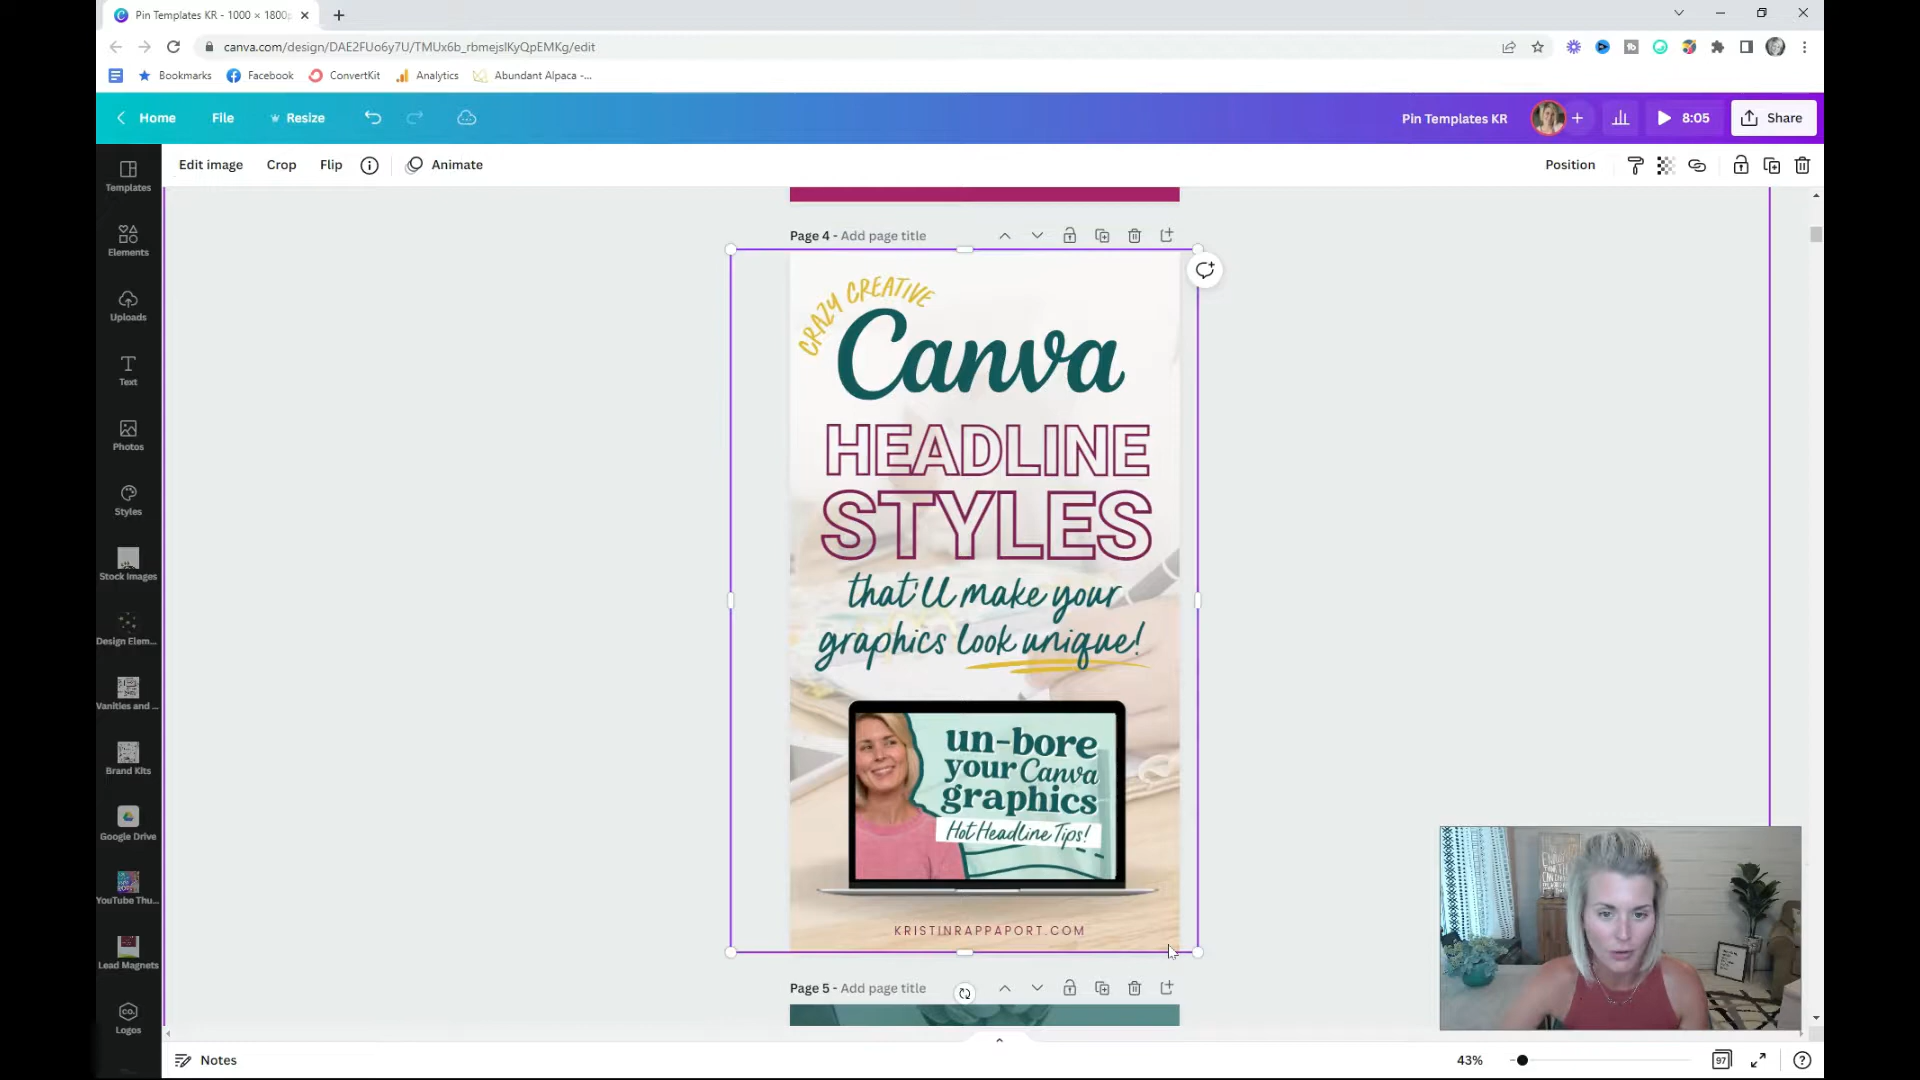 Pin Templates KR - 1000 × 1800p
canva.com/design/DAE2FUo6y7U/TMUx6b_rbmejsIKyQpEMKg/edit
Bookmarks
Facebook
ConvertKit
Analytics
Abundant Alpaca -...
Home
File
Resize
Pin Templates KR
8:05
Share
Edit image
Crop
Flip
Animate
Position
Templates
Elements
Uploads
Text
Photos
Styles
Stock Images
Design Elem...
Vanities and ...
Brand Kits
Google Drive
YouTube Thu...
Lead Magnets
Logos
Page 4 - Add page title
CRAZY CREATIVE
Canva
HEADLINE
STYLES
that'll make your
graphics look unique!
un-bore
your Canva
graphics
Hot Headline Tips!
KRISTINRAPPAPORT.COM
Page 5 - Add page title
Notes
43%
97